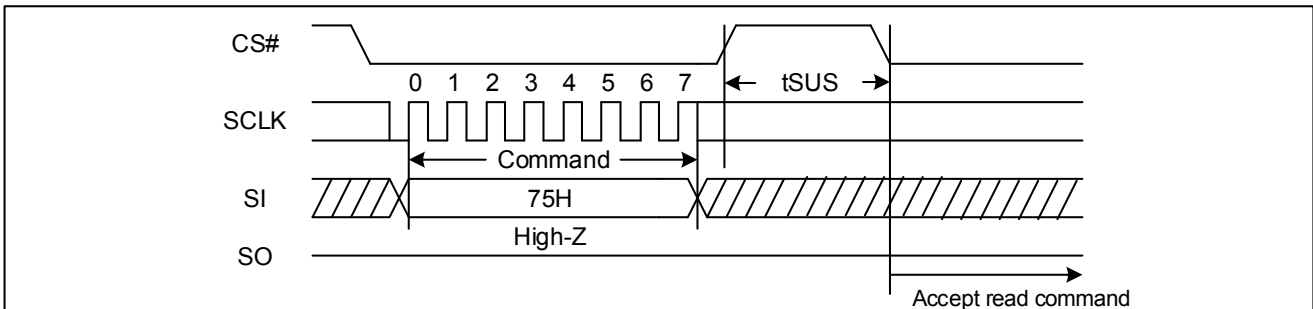 CS#
0 1 2 3 4 5 6 7
tSUS
SCLK
Command
SI
75H
High-Z
SO
Accept read command